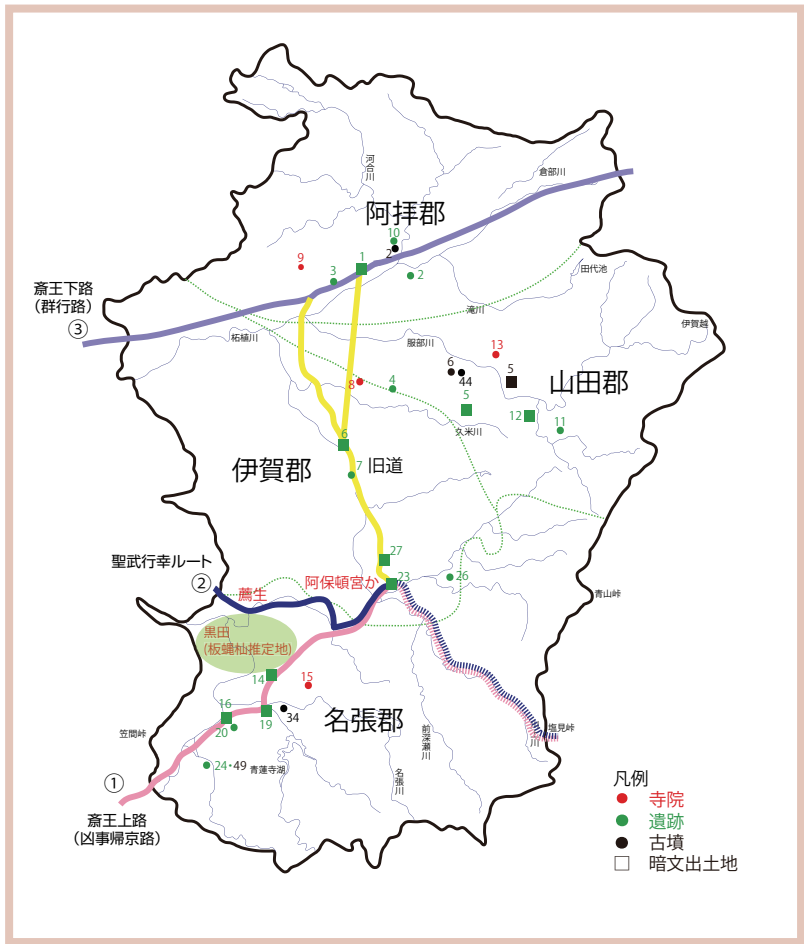 河合川
倉部川
阿拝郡
10
2
9
1
3
2
田代池
斎王下路
(群行路)
③
滝川
伊賀越
柘植川
服部川
13
6
44
5
山田郡
8
4
5
12
11
久米川
6
伊賀郡
7
旧道
聖武行幸ルート
②
27
阿保頓宮か
23
26
薦生
青山峠
黒田
(板蝿杣推定地)
14
15
16
19
34
名張郡
20
笠間峠
前深瀬川
塩見峠
川
24・49
青蓮寺湖
名張川
①
斎王上路
(凶事帰京路)
凡例
寺院
遺跡
古墳
暗文出土地